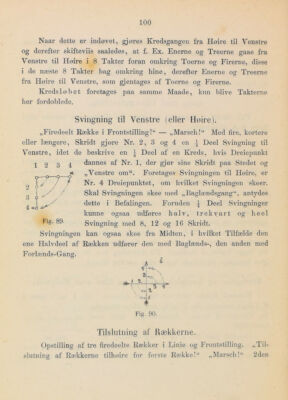 100
Naar dette er indøvet, gjøres Kredsgangen fra Høire til Venstre
og derefter skifteviis saaledes, at f. Ex. Enerne og Treerne gaae fra
Venstre til Høire i 8 Takter foran omkring Toerne og Firerne, disse
i de næste 8 Takter bag omkring hine, derefter Enerne og Treerne
fra Høire til Venstre, som gjentages af Toerne og Firerne.
Kredsløbet foretages paa samme Maade, kun blive Takterne
her fordoblede.
Svingning til Venstre (eller Høire).
„Firedeelt Række i Frontstilling!“ — „Marsch!“ Med fire, kortere
eller længere, Skridt gjøre Nr. 2, 3 og 4 en ¼ Deel Svingning til
Venstre, idet de beskrive en ¼ Deel af en Kreds, hvis Dreiepunkt
dannes af Nr. 1, der gjør sine Skridt paa Stedet og
„Venstre om“. Foretages Svingningen til Høire, er
Nr. 4 Dreiepunktet, om hvilket Svingningen skeer.
Skal Svingningen skee med „Baglændsgang“, antydes
dette i Befalingen. Foruden ¼ Deel Svingninger
kunne ogsaa udføres halv, trekvart og heel
Svingning med 8, 12 og 16 Skridt.
1 2 3 4
2
3
4
Fig. 89.
Svingningen kan ogsaa skee fra Midten, i hvilket Tilfælde den
ene Halvdeel af Rækken udfører den med Baglænds-, den anden med
Forlænds-Gang.
Fig. 90.
Tilslutning af Rækkerne.
Opstilling af tre firedeelte Rækker i Linie og Frontstilling. „Til-
slutning af Rækkerne tilhøire for første Række!“ „Marsch!“ 2den